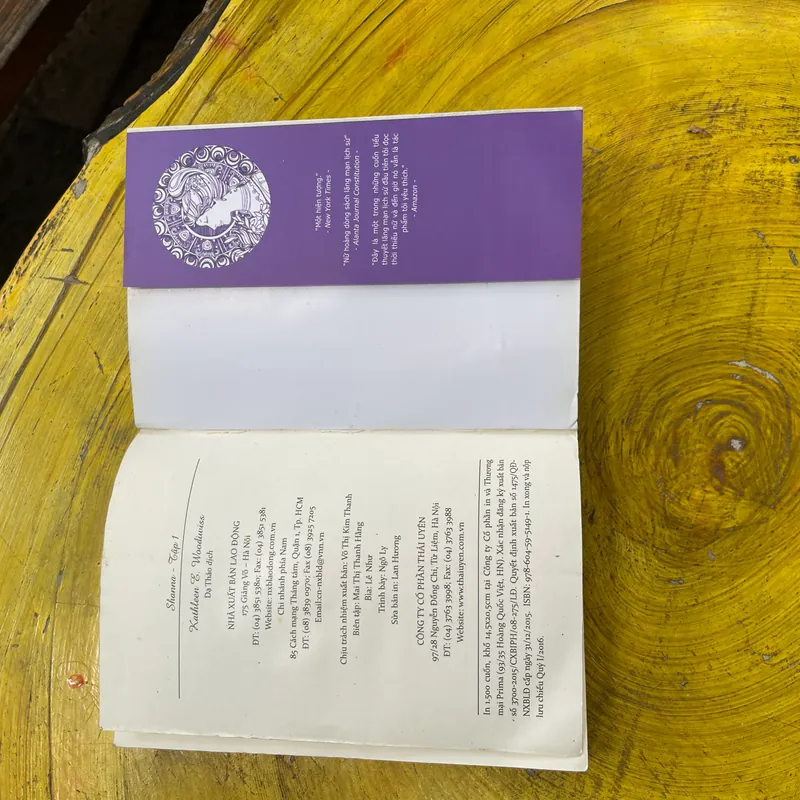 "Một hiện tượng."
- New York Times -
"Nữ hoàng dòng sách lãng mạn lịch sử"
- Alanta Journal Constitution -
"Đây là một trong những cuốn tiểu
thuyết lãng mạn lịch sử đầu tiên tôi đọc
thời thiếu nữ và đến giờ nó vẫn là tác
phẩm tôi yêu thích."
- Amazon -
Shanna - Tập 1
Kathleen E. Woodiwiss
Dạ Thảo dịch
NHÀ XUẤT BẢN LAO ĐỘNG
175 Giảng Võ – Hà Nội
ĐT: (04) 3851 5380; Fax: (04) 3851 5381
Website: nxblaodong.com.vn
Chi nhánh phía Nam
85 Cách mạng Tháng tám, Quận 1, Tp. HCM
ĐT: (08) 3839 0970; Fax (08) 3925 7205
Email:cn-nxbld@vnn.vn
Chịu trách nhiệm xuất bản: Võ Thị Kim Thanh
Biên tập: Mai Thị Thanh Hằng
Bìa: Lê Như
Trình bày: Ngô Ly
Sửa bản in: Lan Hương
CÔNG TY CỔ PHẦN THÁI UYÊN
97/28 Nguyễn Đổng Chi, Từ Liêm, Hà Nội
ĐT: (04) 3763 3996; Fax: (04) 3763 3988
Website: www.thaiuyen.com.vn
In 1.500 cuốn, khổ 14,5x20,5cm tại Công ty Cổ phần in và Thương
mại Prima (93/35 Hoàng Quốc Việt, HN). Xác nhận đăng ký xuất bản
số 3700-2015/CXBIPH/08-275/LĐ. Quyết định xuất bản số 1475/QĐ-
NXBLĐ cấp ngày 31/12/2015. ISBN: 978-604-59-5149-1. In xong và nộp
lưu chiểu Quý I/2016.